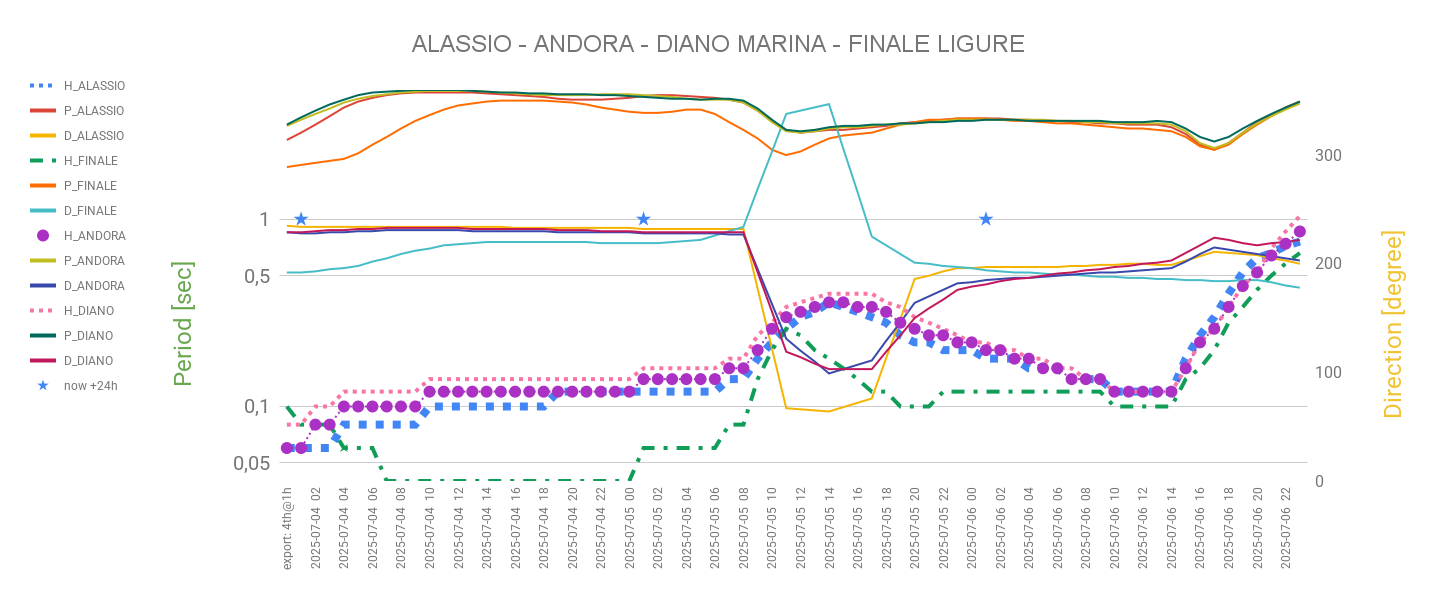 ALASSIO - ANDORA - DIANO MARINA - FINALE LIGURE
H_ALASSIO
P_ALASSIO
D_ALASSIO
H_FINALE
P_FINALE
D_FINALE
H_ANDORA
P_ANDORA
D_ANDORA
H_DIANO
P_DIANO
D_DIANO
now +24h
Period [sec]
1
0,5
0,1
0,05
300
200
100
0
Direction [degree]
export: 4th@1h
2025-07-04 02
2025-07-04 04
2025-07-04 06
2025-07-04 08
2025-07-04 10
2025-07-04 12
2025-07-04 14
2025-07-04 16
2025-07-04 18
2025-07-04 20
2025-07-04 22
2025-07-05 00
2025-07-05 02
2025-07-05 04
2025-07-05 06
2025-07-05 08
2025-07-05 10
2025-07-05 12
2025-07-05 14
2025-07-05 16
2025-07-05 18
2025-07-05 20
2025-07-05 22
2025-07-06 00
2025-07-06 02
2025-07-06 04
2025-07-06 06
2025-07-06 08
2025-07-06 10
2025-07-06 12
2025-07-06 14
2025-07-06 16
2025-07-06 18
2025-07-06 20
2025-07-06 22